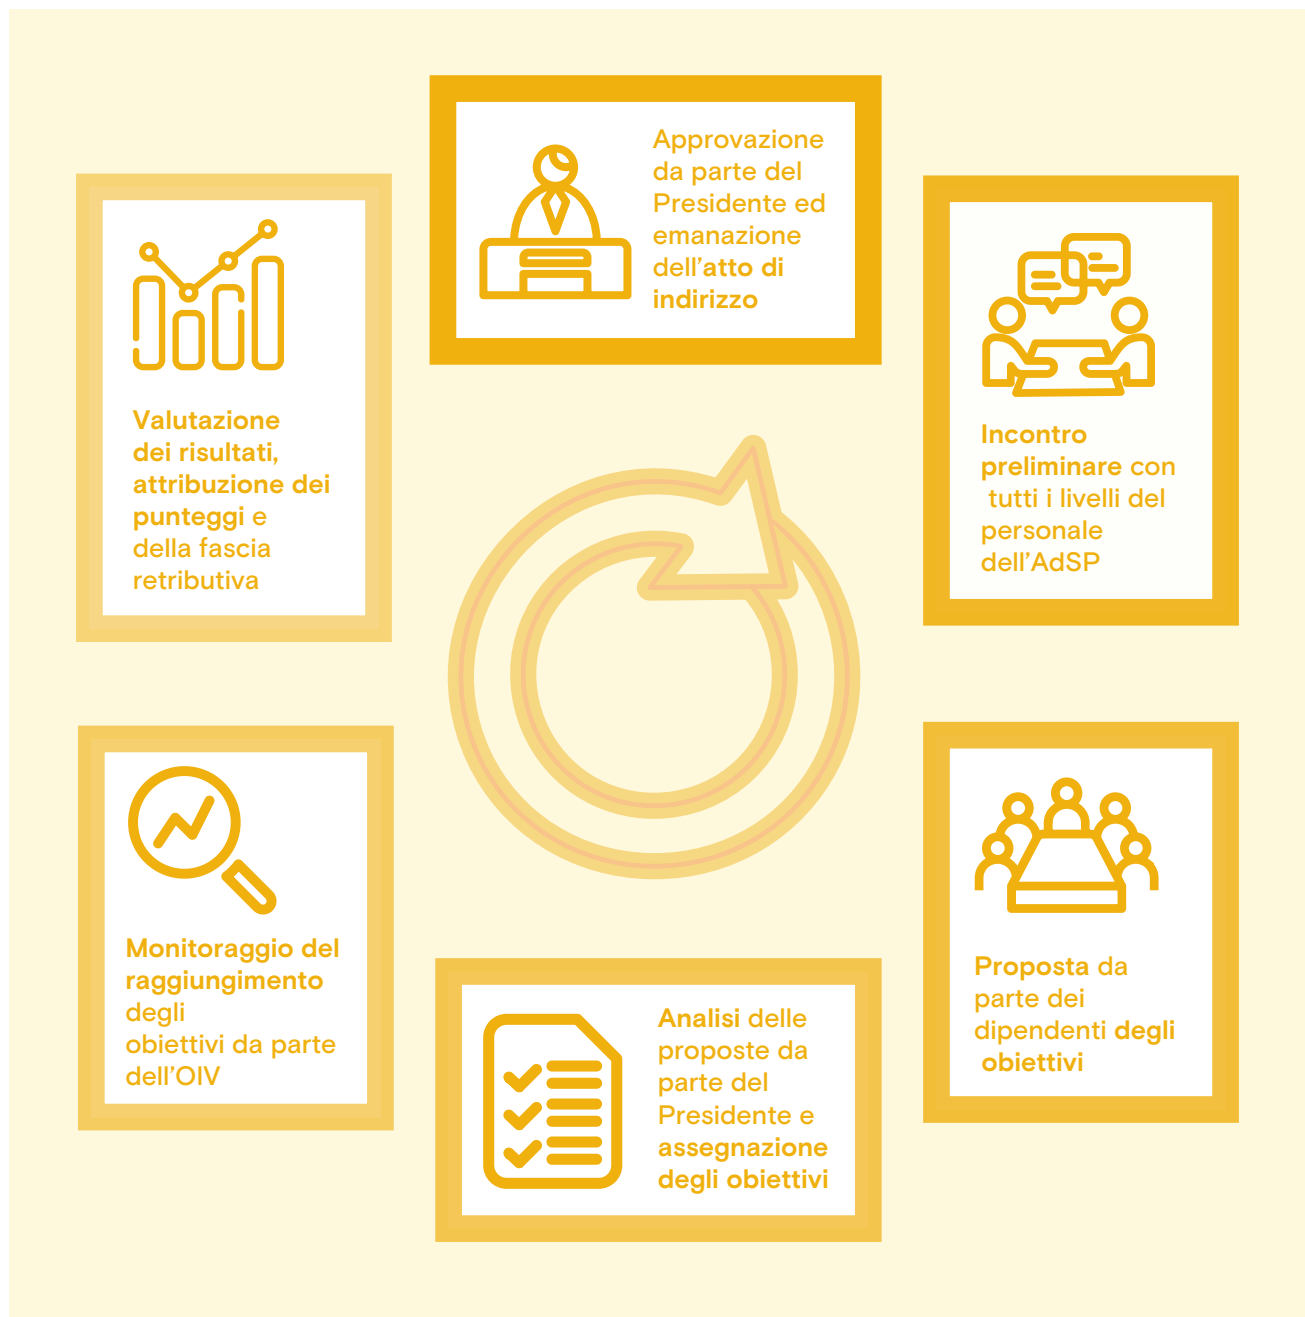 Approvazione
da parte del
Presidente ed
emanazione
dell'atto di
indirizzo
Incontro
preliminare con
tutti i livelli del
personale
dell'AdSP
Proposta da
parte dei
dipendenti degli
obiettivi
Analisi delle
proposte da
parte del
Presidente e
assegnazione
degli obiettivi
Monitoraggio del
raggiungimento
degli
obiettivi da parte
dell'OIV
Valutazione
dei risultati,
attribuzione dei
punteggi e
della fascia
retributiva